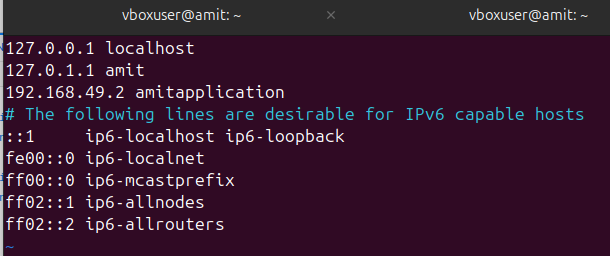 vboxuser@amit: ~ × vboxuser@amit: ~
127.0.0.1 localhost
127.0.1.1 amit
192.168.49.2 amitapplication
# The following lines are desirable for IPv6 capable hosts
::1     ip6-localhost ip6-loopback
fe00::0 ip6-localnet
ff00::0 ip6-mcastprefix
ff02::1 ip6-allnodes
ff02::2 ip6-allrouters
~